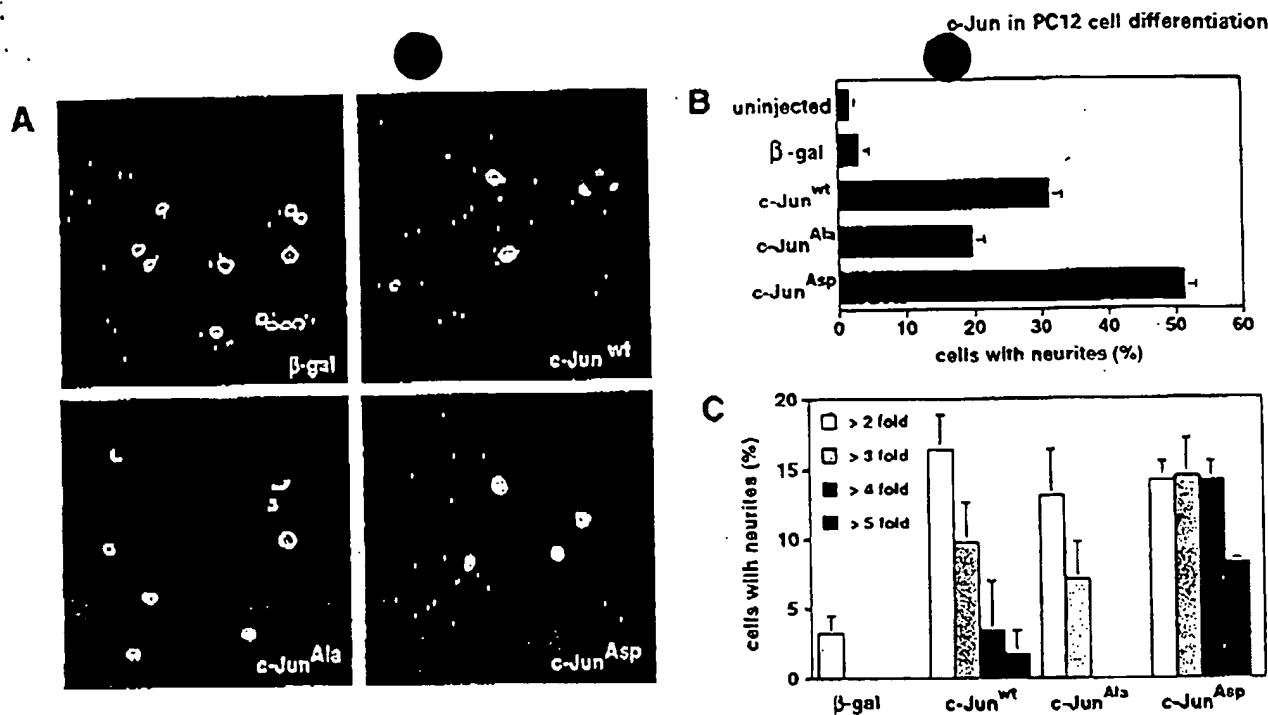 c-Jun in PC12 cell differentiation
A
β-gal
c-Jun wt
c-Jun Ala
c-Jun Asp
B
uninjected
β-gal
c-Jun wt
c-Jun Ala
c-Jun Asp
0 10 20 30 40 50 60
cells with neurites (%)
C
20
15
10
5
0
cells with neurites (%)
> 2 fold
> 3 fold
> 4 fold
> 5 fold
β-gal c-Jun wt c-Jun Ala c-Jun Asp